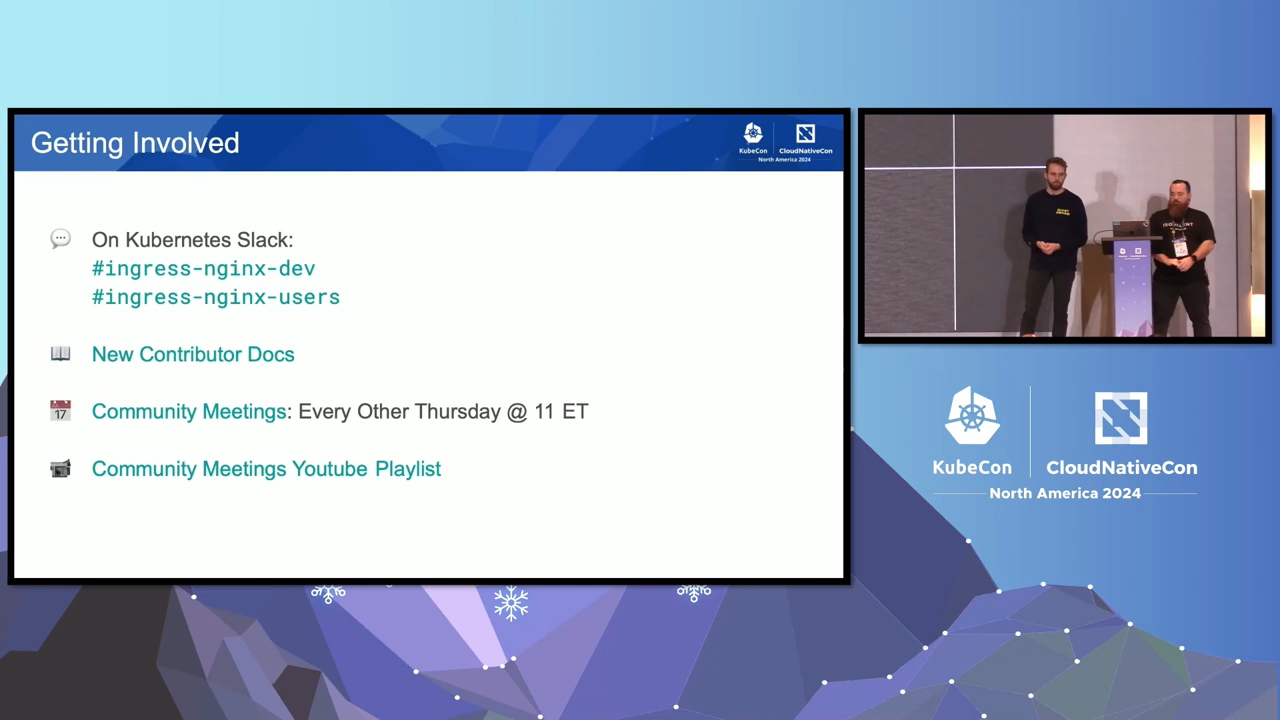 Getting Involved
KubeCon
CloudNativeCon
North America 2024
On Kubernetes Slack:
#ingress-nginx-dev
#ingress-nginx-users
New Contributor Docs
17
Community Meetings: Every Other Thursday @ 11 ET
Community Meetings Youtube Playlist
KubeCon
CloudNativeCon
North America 2024